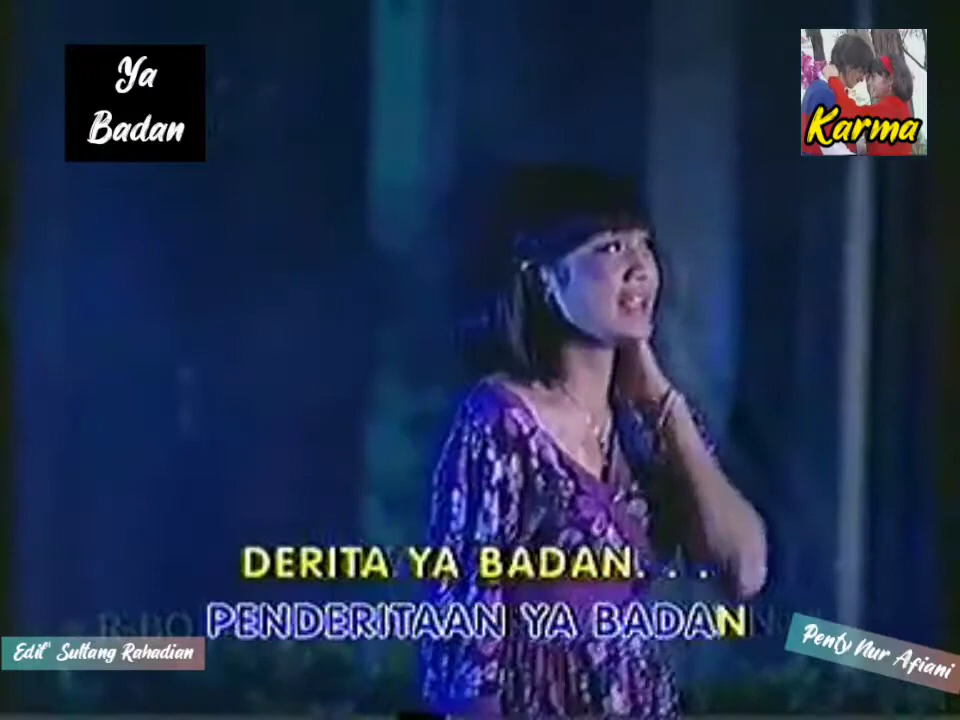 Ya
Badan
Karma
DERITA YA BADAN. . .
PENDERITAAN YA BADAN
Edit" Sultang Rahadian
Penty Nur Afiani